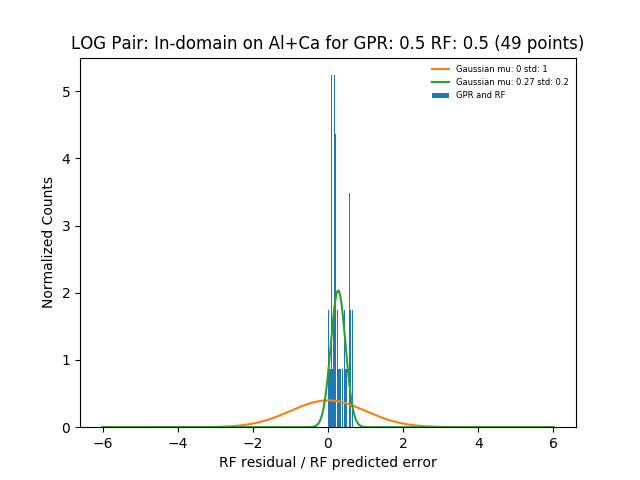 LOG Pair: In-domain on Al+Ca for GPR: 0.5 RF: 0.5 (49 points)
Gaussian mu: 0 std: 1
Gaussian mu: 0.27 std: 0.2
GPR and RF
Normalized Counts
5
4
3
2
1
0
−6 −4 −2 0 2 4 6
RF residual / RF predicted error